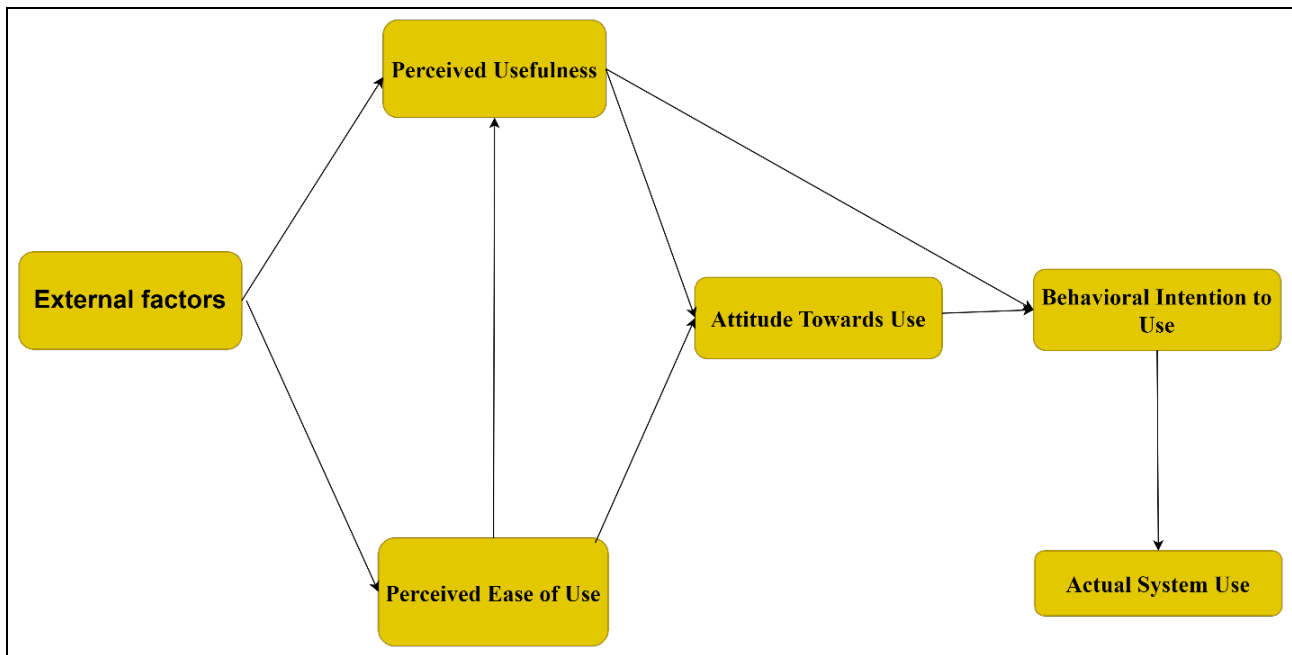 Perceived Usefulness
External factors
Attitude Towards Use
Behavioral Intention to
Use
Perceived Ease of Use
Actual System Use